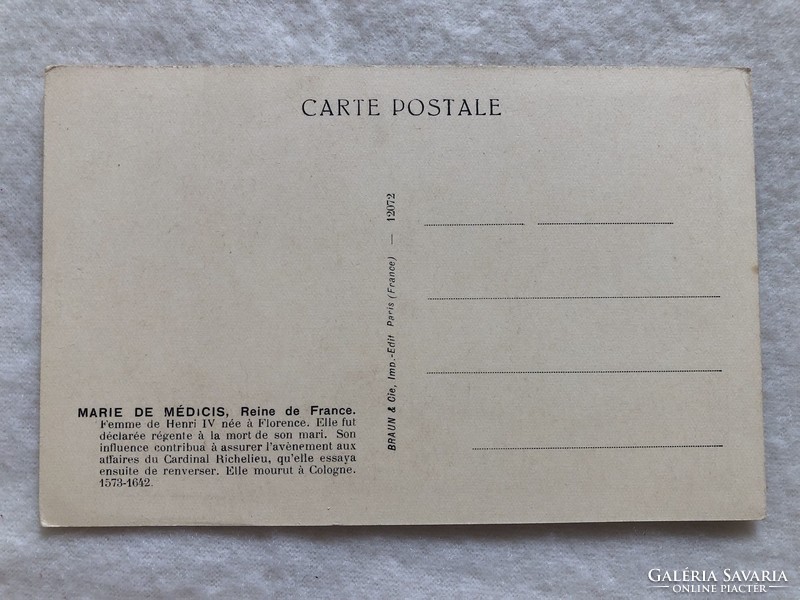 CARTE POSTALE
BRAUN & Cie, Imp.-Edit Paris (France) — 12072
MARIE DE MÉDICIS, Reine de France.
Femme de Henri IV née à Florence. Elle fut
déclarée régente à la mort de son mari. Son
influence contribua à assurer l'avènement aux
affaires du Cardinal Richelieu, qu'elle essaya
ensuite de renverser. Elle mourut à Cologne.
1573-1642.
GALÉRIA SAVARIA
ONLINE PIACTÉR